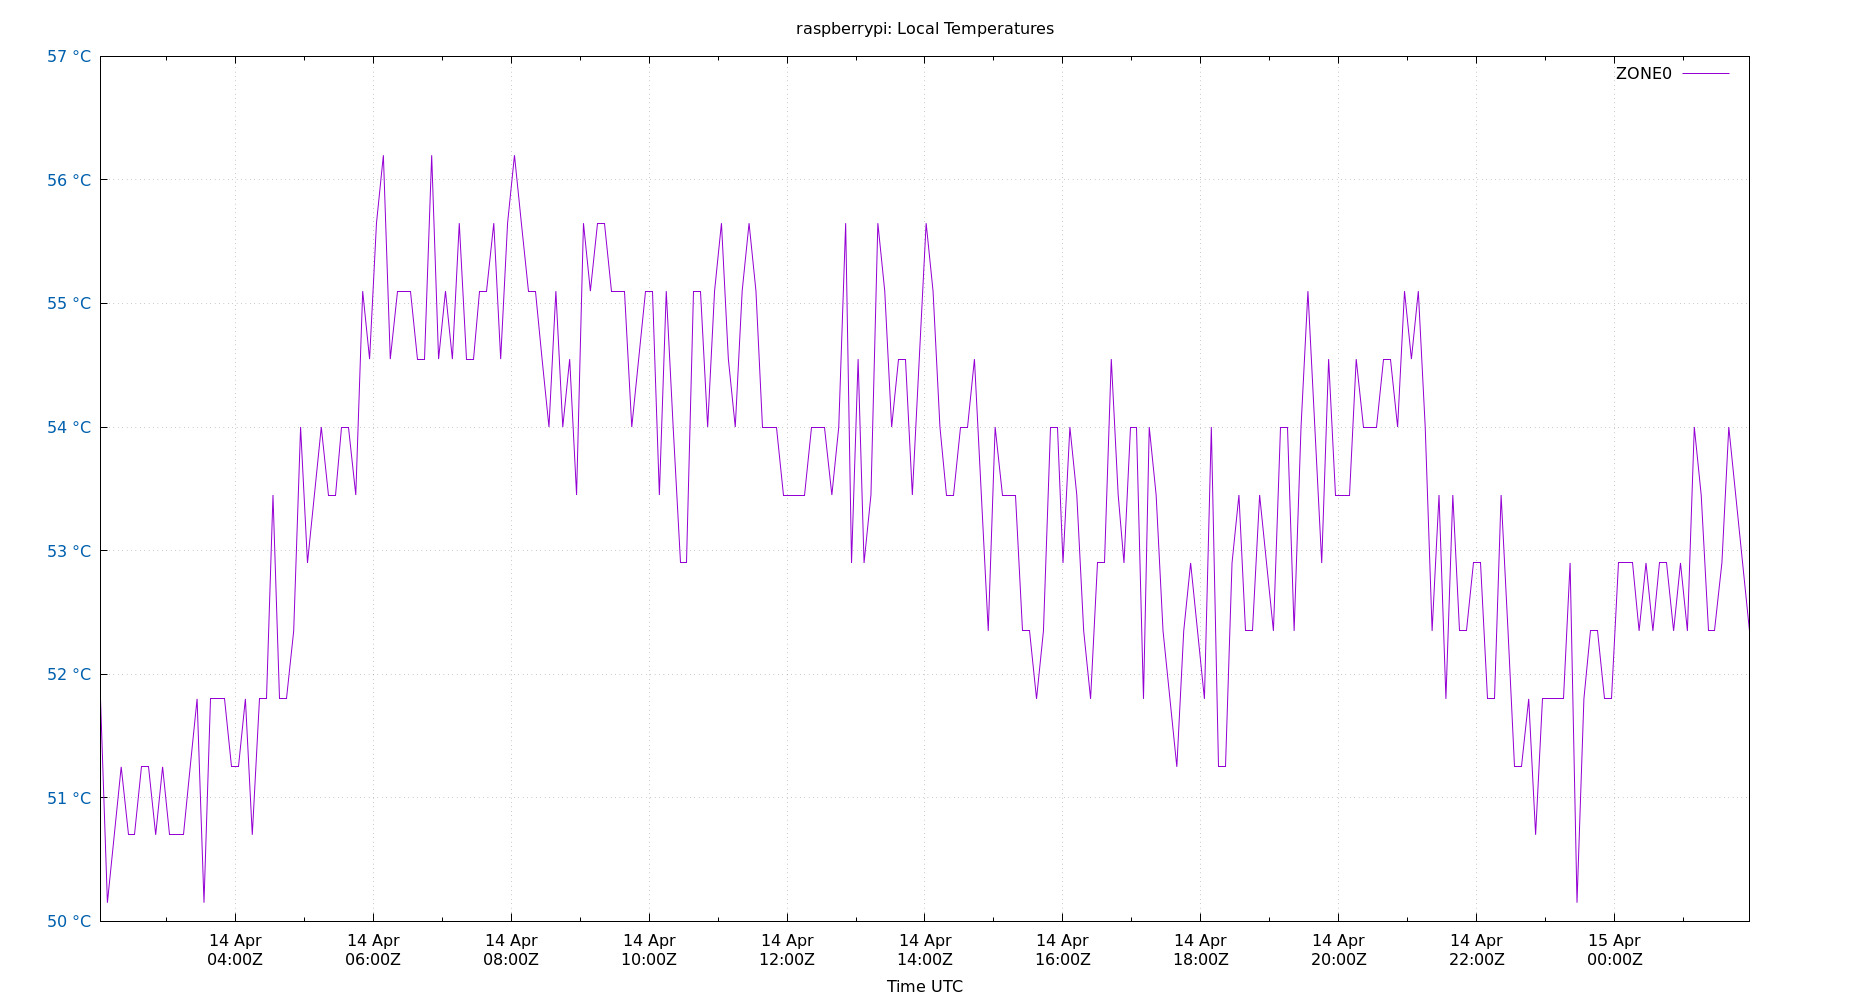 raspberrypi: Local Temperatures
57 °C
ZONE0
56 °C
55 °C
54 °C
53 °C
52 °C
51 °C
50 °C
14 Apr 14 Apr 14 Apr 14 Apr 14 Apr 14 Apr 14 Apr 14 Apr 14 Apr 14 Apr 15 Apr
04:00Z 06:00Z 08:00Z 10:00Z 12:00Z 14:00Z 16:00Z 18:00Z 20:00Z 22:00Z 00:00Z
Time UTC